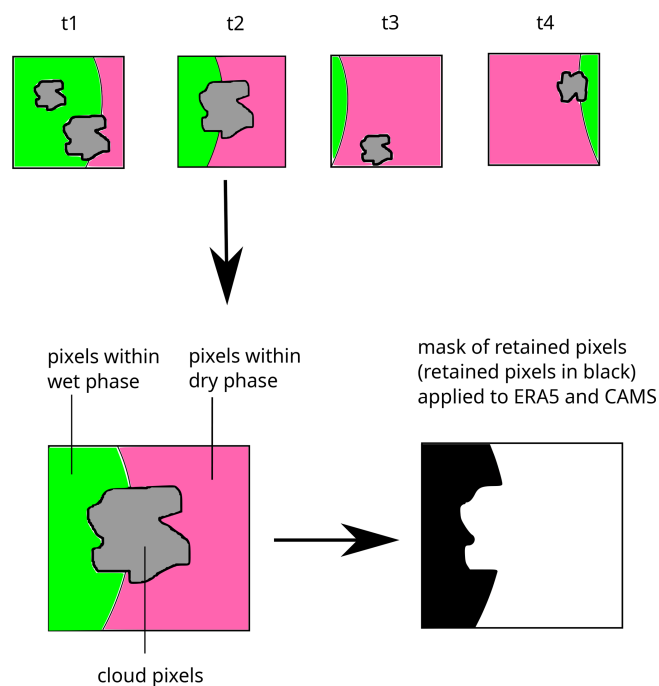 t1
t2
t3
t4
pixels within
wet phase
pixels within
dry phase
mask of retained pixels
(retained pixels in black)
applied to ERA5 and CAMS
cloud pixels